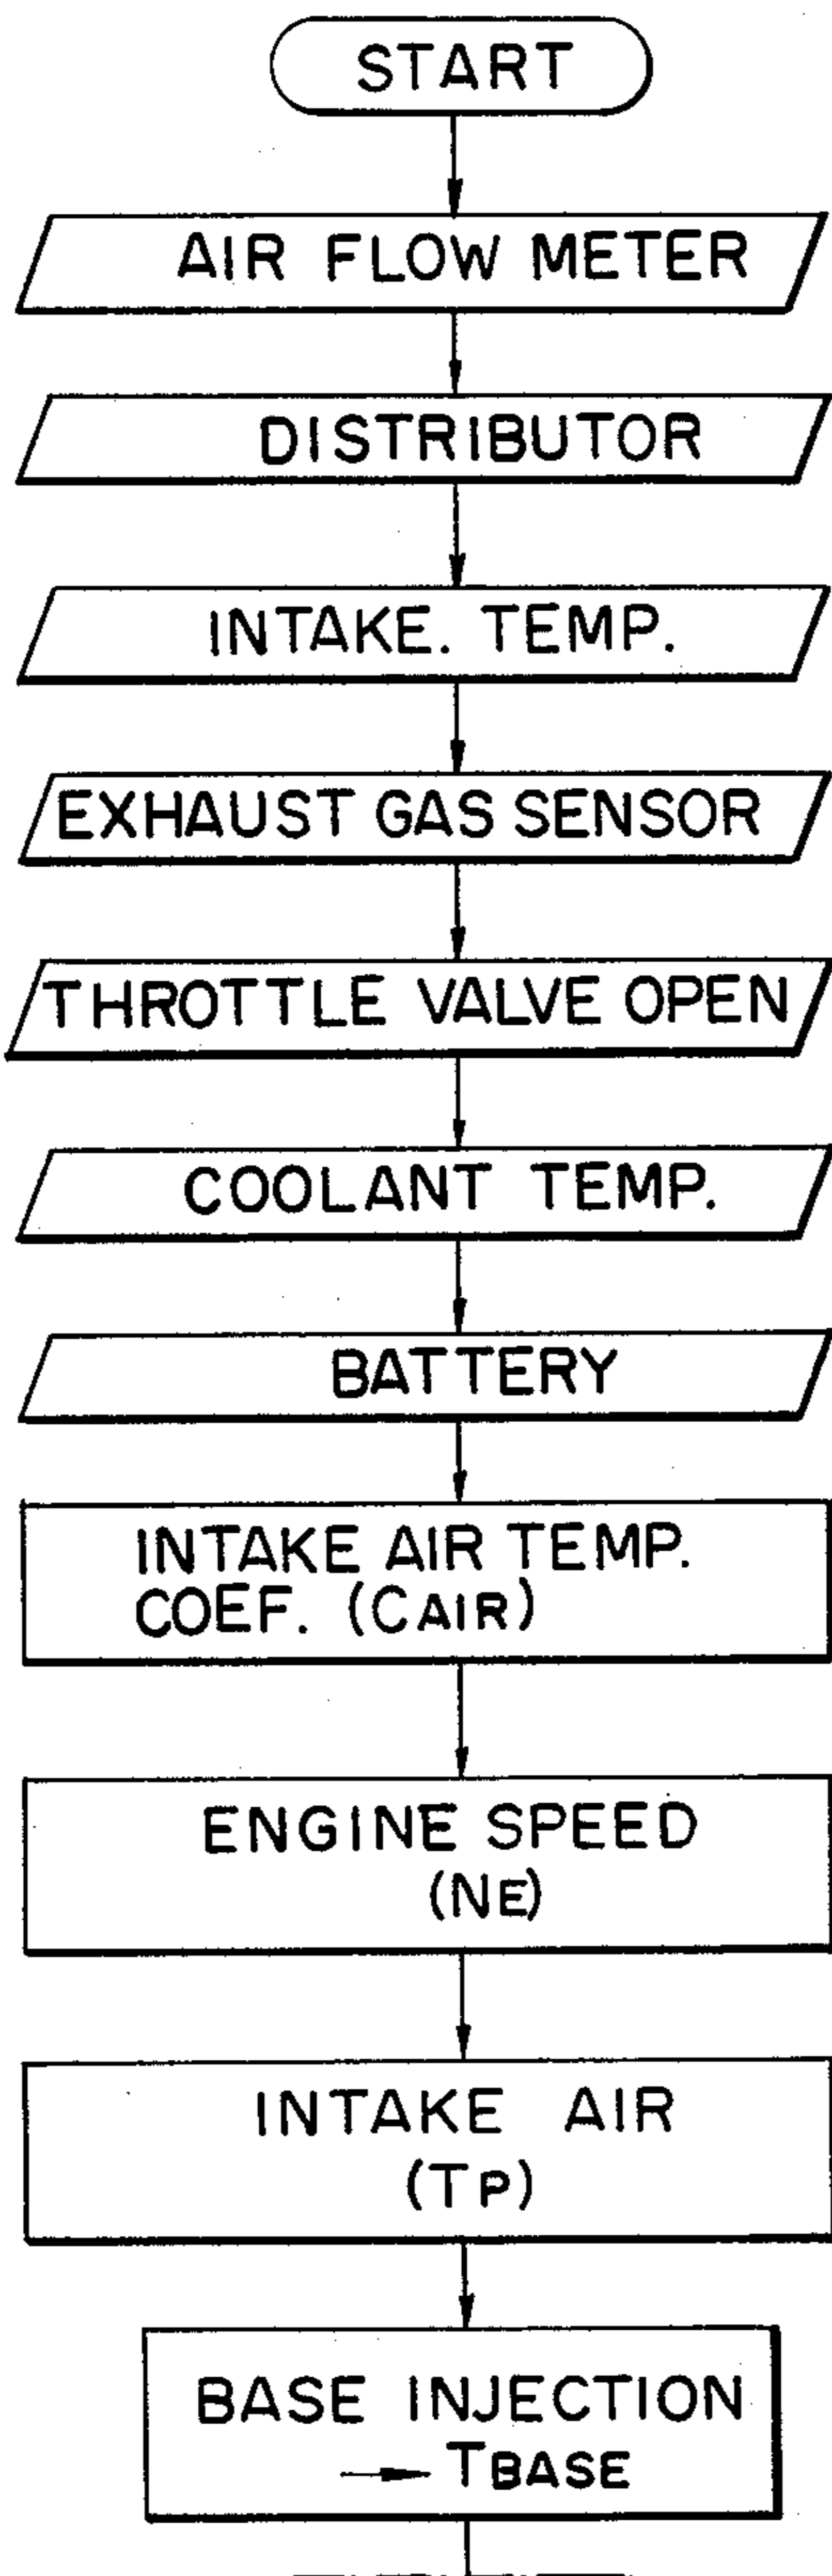 START
AIR FLOW METER
DISTRIBUTOR
INTAKE. TEMP.
EXHAUST GAS SENSOR
THROTTLE VALVE OPEN
COOLANT TEMP.
BATTERY
INTAKE AIR TEMP.
COEF. (CAIR)
ENGINE SPEED
(NE)
INTAKE AIR
(TP)
BASE INJECTION
→ TBASE